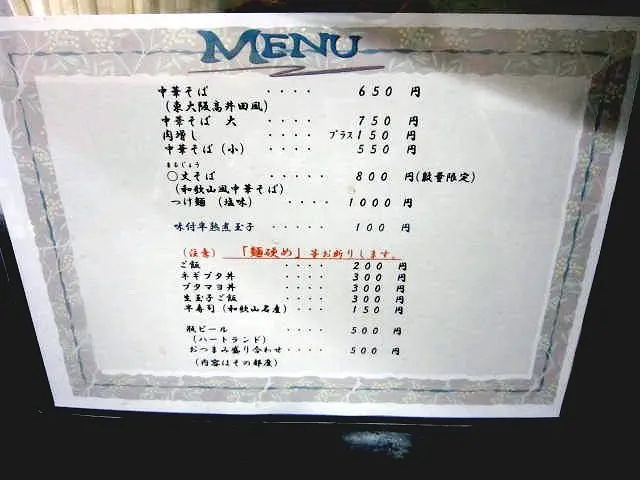 MENU
中華そば ････ 650 円
(東大阪高井田風)
中華そば 大 ････ 750 円
肉増し ････ プラス150 円
中華そば(小) ････ 550 円
まるじょう
○丈そば ･････ 800 円(数量限定)
(和歌山風中華そば)
つけ麺 (塩味) ････ 1000 円
味付半熟煮玉子 ･････ 100 円
(注意) 「麺硬め」等お断りします。
ご飯 ････ 200 円
ネギブタ丼 ････ 300 円
ブタマヨ丼 ････ 300 円
生玉子ご飯 ････ 300 円
早寿司(和歌山名産) ････ 150 円
瓶ビール ････ 500 円
(ハートランド)
おつまみ盛り合わせ････ 500 円
(内容はその都度)